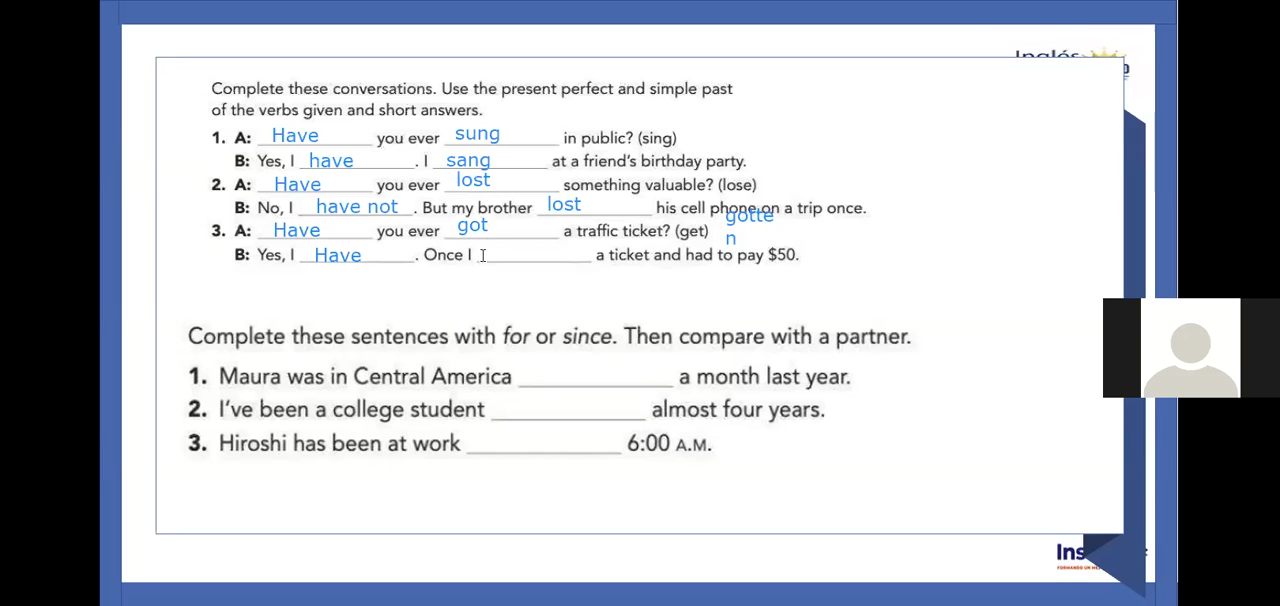 Inglés
Complete these conversations. Use the present perfect and simple past
of the verbs given and short answers.
1. A: Have you ever sung in public? (sing)
B: Yes, I have . I sang at a friend's birthday party.
2. A: Have you ever lost something valuable? (lose)
B: No, I have not . But my brother lost his cell phone on a trip once.
3. A: Have you ever got a traffic ticket? (get) gotte
n
B: Yes, I Have . Once I ____ a ticket and had to pay $50.
Complete these sentences with for or since. Then compare with a partner.
1. Maura was in Central America ____ a month last year.
2. I've been a college student ____ almost four years.
3. Hiroshi has been at work ____ 6:00 A.M.